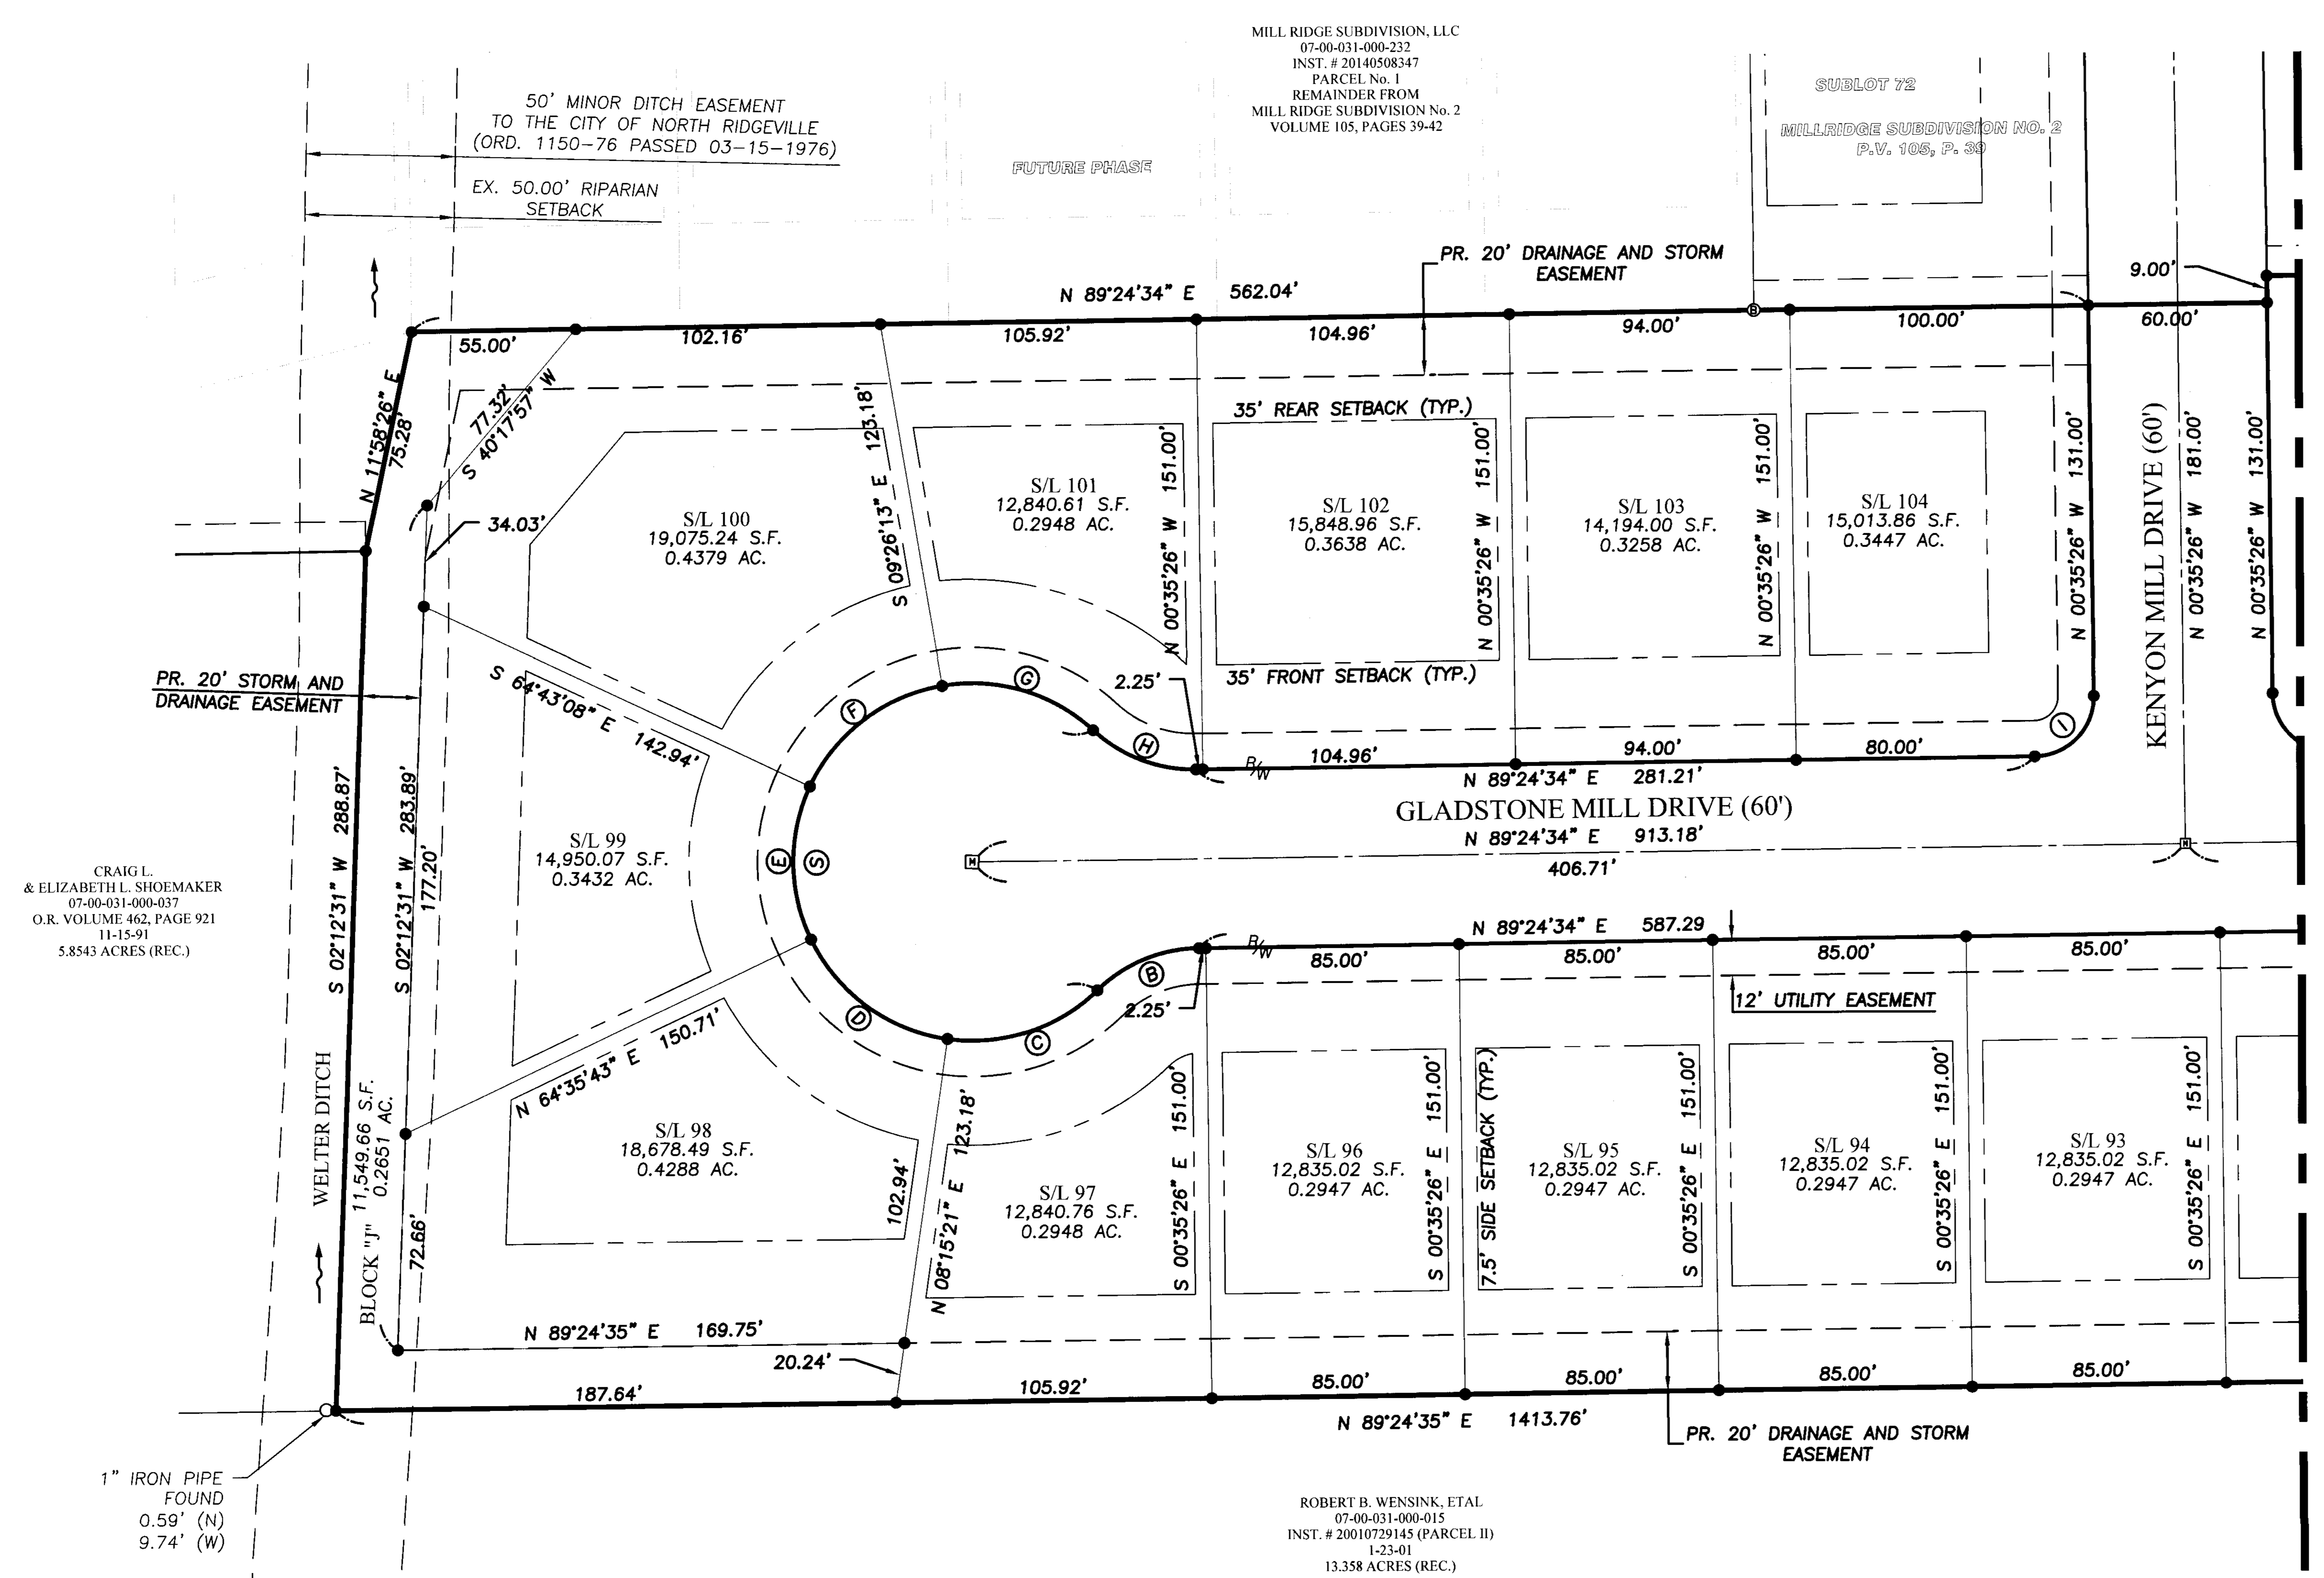 MILL RIDGE SUBDIVISION, LLC
07-00-031-000-232
INST. # 20140508347
PARCEL No. 1
REMAINDER FROM
MILL RIDGE SUBDIVISION No. 2
VOLUME 105, PAGES 39-42
50' MINOR DITCH EASEMENT
TO THE CITY OF NORTH RIDGEVILLE
(ORD. 1150-76 PASSED 03-15-1976)
EX. 50.00' RIPARIAN
SETBACK
FUTURE PHASE
SUBLOT 72
MILLRIDGE SUBDIVISION NO. 2
P.V. 105, P. 39
PR. 20' DRAINAGE AND STORM
EASEMENT
9.00'
N 89°24'34" E 562.04'
55.00'
102.16'
105.92'
104.96'
94.00'
B
100.00'
60.00'
N 11°58'26" E
75.28'
77.32'
S 40°17'57" W
34.03'
S 09°26'13" E 123.18'
35' REAR SETBACK (TYP.)
N 00°35'26" W 151.00'
N 00°35'26" W 151.00'
N 00°35'26" W 151.00'
N 00°35'26" W 131.00'
KENYON MILL DRIVE (60')
N 00°35'26" W 181.00'
N 00°35'26" W 131.00'
S/L 100
19,075.24 S.F.
0.4379 AC.
S/L 101
12,840.61 S.F.
0.2948 AC.
S/L 102
15,848.96 S.F.
0.3638 AC.
S/L 103
14,194.00 S.F.
0.3258 AC.
S/L 104
15,013.86 S.F.
0.3447 AC.
PR. 20' STORM AND
DRAINAGE EASEMENT
S 64°43'08" E 142.94'
35' FRONT SETBACK (TYP.)
2.25'
F
G
H
I
R/W
104.96'
94.00'
80.00'
N 89°24'34" E 281.21'
GLADSTONE MILL DRIVE (60')
N 89°24'34" E 913.18'
M
M
406.71'
S 02°12'31" W 288.87'
S 02°12'31" W 283.89'
177.20'
S/L 99
14,950.07 S.F.
0.3432 AC.
E
S
CRAIG L.
& ELIZABETH L. SHOEMAKER
07-00-031-000-037
O.R. VOLUME 462, PAGE 921
11-15-91
5.8543 ACRES (REC.)
N 89°24'34" E 587.29
R/W
85.00'
85.00'
85.00'
85.00'
B
2.25'
C
D
12' UTILITY EASEMENT
N 64°35'43" E 150.71'
WELTER DITCH
BLOCK "J" 11,549.66 S.F.
0.2651 AC.
72.66'
S/L 98
18,678.49 S.F.
0.4288 AC.
102.94'
N 08°15'21" E 123.18'
S/L 97
12,840.76 S.F.
0.2948 AC.
S 00°35'26" E 151.00'
S/L 96
12,835.02 S.F.
0.2947 AC.
S 00°35'26" E 151.00'
7.5' SIDE SETBACK (TYP.)
S/L 95
12,835.02 S.F.
0.2947 AC.
S 00°35'26" E 151.00'
S/L 94
12,835.02 S.F.
0.2947 AC.
S 00°35'26" E 151.00'
S/L 93
12,835.02 S.F.
0.2947 AC.
S 00°35'26" E 151.00'
N 89°24'35" E 169.75'
20.24'
187.64'
105.92'
85.00'
85.00'
85.00'
85.00'
N 89°24'35" E 1413.76'
PR. 20' DRAINAGE AND STORM
EASEMENT
1" IRON PIPE
FOUND
0.59' (N)
9.74' (W)
ROBERT B. WENSINK, ETAL
07-00-031-000-015
INST. # 20010729145 (PARCEL II)
1-23-01
13.358 ACRES (REC.)